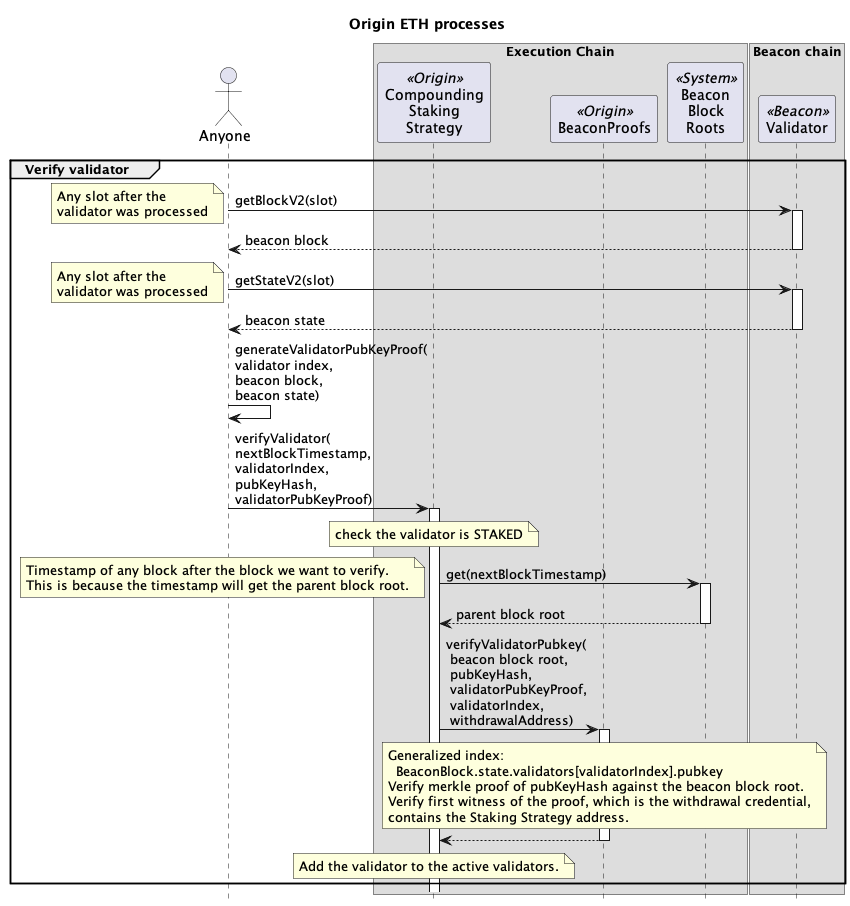 Origin ETH processes
Execution Chain
Beacon chain
Anyone
«Origin»
Compounding
Staking
Strategy
«Origin»
BeaconProofs
«System»
Beacon
Block
Roots
«Beacon»
Validator
Verify validator
Any slot after the
validator was processed
getBlockV2(slot)
beacon block
Any slot after the
validator was processed
getStateV2(slot)
beacon state
generateValidatorPubKeyProof(
validator index,
beacon block,
beacon state)
verifyValidator(
nextBlockTimestamp,
validatorIndex,
pubKeyHash,
validatorPubKeyProof)
check the validator is STAKED
Timestamp of any block after the block we want to verify.
This is because the timestamp will get the parent block root.
get(nextBlockTimestamp)
parent block root
verifyValidatorPubkey(
beacon block root,
pubKeyHash,
validatorPubKeyProof,
validatorIndex,
withdrawalAddress)
Generalized index:
BeaconBlock.state.validators[validatorIndex].pubkey
Verify merkle proof of pubKeyHash against the beacon block root.
Verify first witness of the proof, which is the withdrawal credential,
contains the Staking Strategy address.
Add the validator to the active validators.